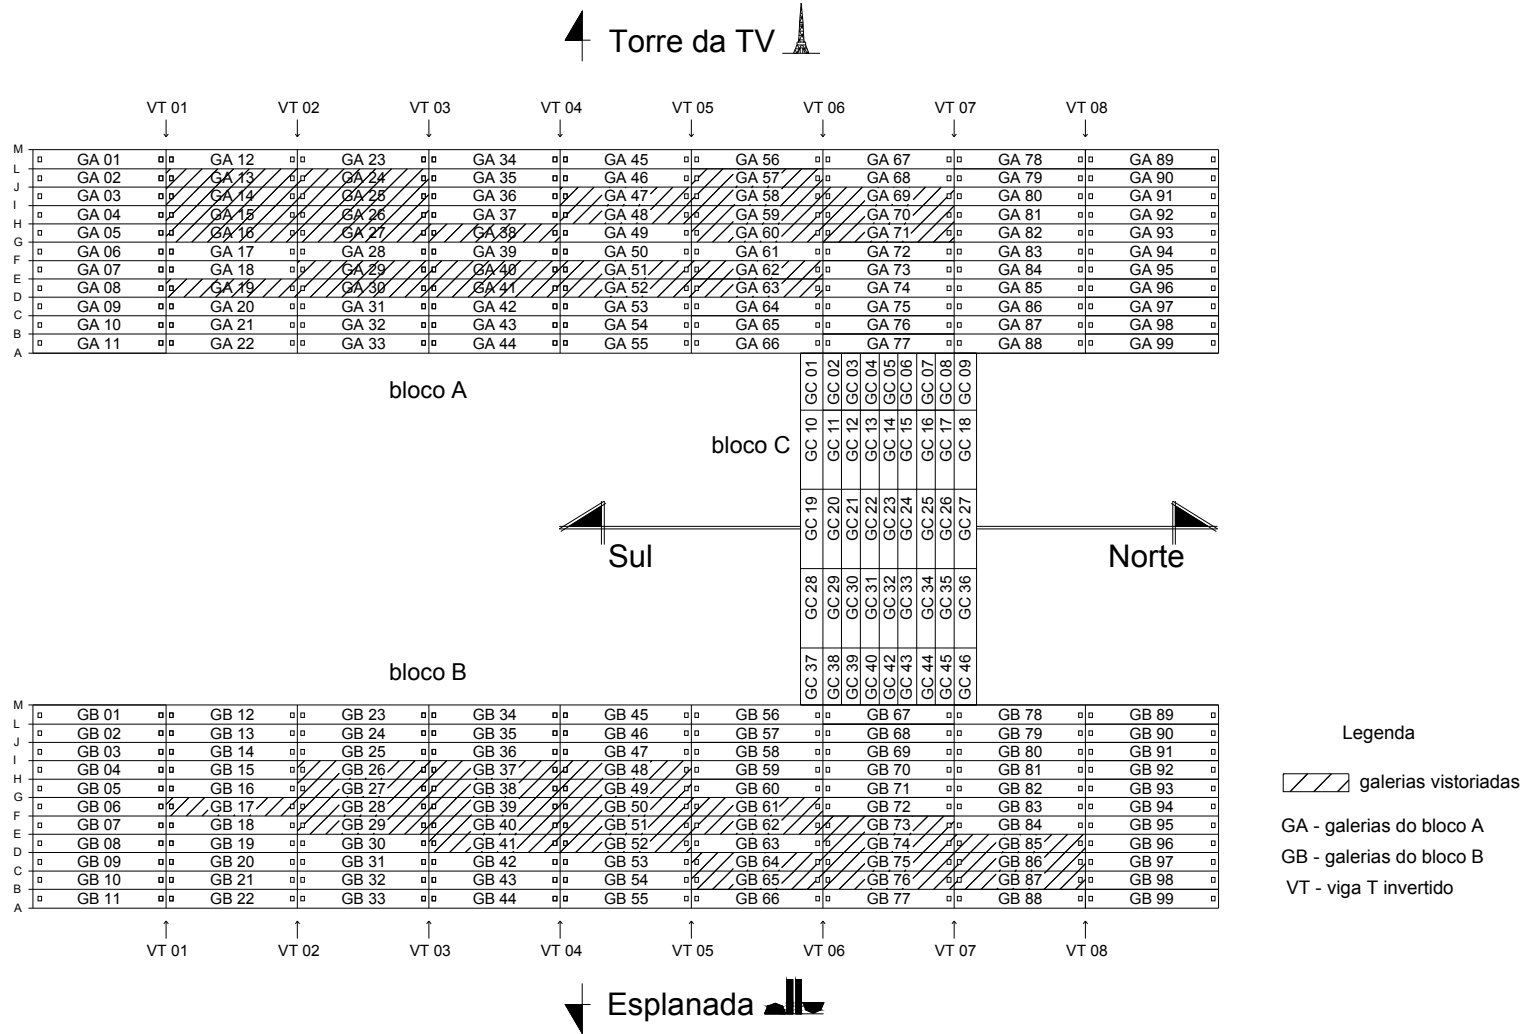 Torre da TV
VT 01 VT 02 VT 03 VT 04 VT 05 VT 06 VT 07 VT 08
M
GA 01 GA 12 GA 23 GA 34 GA 45 GA 56 GA 67 GA 78 GA 89
L
GA 02 GA 13 GA 24 GA 35 GA 46 GA 57 GA 68 GA 79 GA 90
J
GA 03 GA 14 GA 25 GA 36 GA 47 GA 58 GA 69 GA 80 GA 91
I
GA 04 GA 15 GA 26 GA 37 GA 48 GA 59 GA 70 GA 81 GA 92
H
GA 05 GA 16 GA 27 GA 38 GA 49 GA 60 GA 71 GA 82 GA 93
G
GA 06 GA 17 GA 28 GA 39 GA 50 GA 61 GA 72 GA 83 GA 94
F
GA 07 GA 18 GA 29 GA 40 GA 51 GA 62 GA 73 GA 84 GA 95
E
GA 08 GA 19 GA 30 GA 41 GA 52 GA 63 GA 74 GA 85 GA 96
D
GA 09 GA 20 GA 31 GA 42 GA 53 GA 64 GA 75 GA 86 GA 97
C
GA 10 GA 21 GA 32 GA 43 GA 54 GA 65 GA 76 GA 87 GA 98
B
GA 11 GA 22 GA 33 GA 44 GA 55 GA 66 GA 77 GA 88 GA 99
A
bloco A
GC 01 GC 02 GC 03 GC 04 GC 05 GC 06 GC 07 GC 08 GC 09
bloco C
GC 10 GC 11 GC 12 GC 13 GC 14 GC 15 GC 16 GC 17 GC 18
GC 19 GC 20 GC 21 GC 22 GC 23 GC 24 GC 25 GC 26 GC 27
Sul Norte
GC 28 GC 29 GC 30 GC 31 GC 32 GC 33 GC 34 GC 35 GC 36
bloco B
GC 37 GC 38 GC 39 GC 40 GC 42 GC 43 GC 44 GC 45 GC 46
M
GB 01 GB 12 GB 23 GB 34 GB 45 GB 56 GB 67 GB 78 GB 89
L
GB 02 GB 13 GB 24 GB 35 GB 46 GB 57 GB 68 GB 79 GB 90
J
GB 03 GB 14 GB 25 GB 36 GB 47 GB 58 GB 69 GB 80 GB 91
I
GB 04 GB 15 GB 26 GB 37 GB 48 GB 59 GB 70 GB 81 GB 92
H
GB 05 GB 16 GB 27 GB 38 GB 49 GB 60 GB 71 GB 82 GB 93
G
GB 06 GB 17 GB 28 GB 39 GB 50 GB 61 GB 72 GB 83 GB 94
F
GB 07 GB 18 GB 29 GB 40 GB 51 GB 62 GB 73 GB 84 GB 95
E
GB 08 GB 19 GB 30 GB 41 GB 52 GB 63 GB 74 GB 85 GB 96
D
GB 09 GB 20 GB 31 GB 42 GB 53 GB 64 GB 75 GB 86 GB 97
C
GB 10 GB 21 GB 32 GB 43 GB 54 GB 65 GB 76 GB 87 GB 98
B
GB 11 GB 22 GB 33 GB 44 GB 55 GB 66 GB 77 GB 88 GB 99
A
VT 01 VT 02 VT 03 VT 04 VT 05 VT 06 VT 07 VT 08
Esplanada
Legenda
galerias vistoriadas
GA - galerias do bloco A
GB - galerias do bloco B
VT - viga T invertido